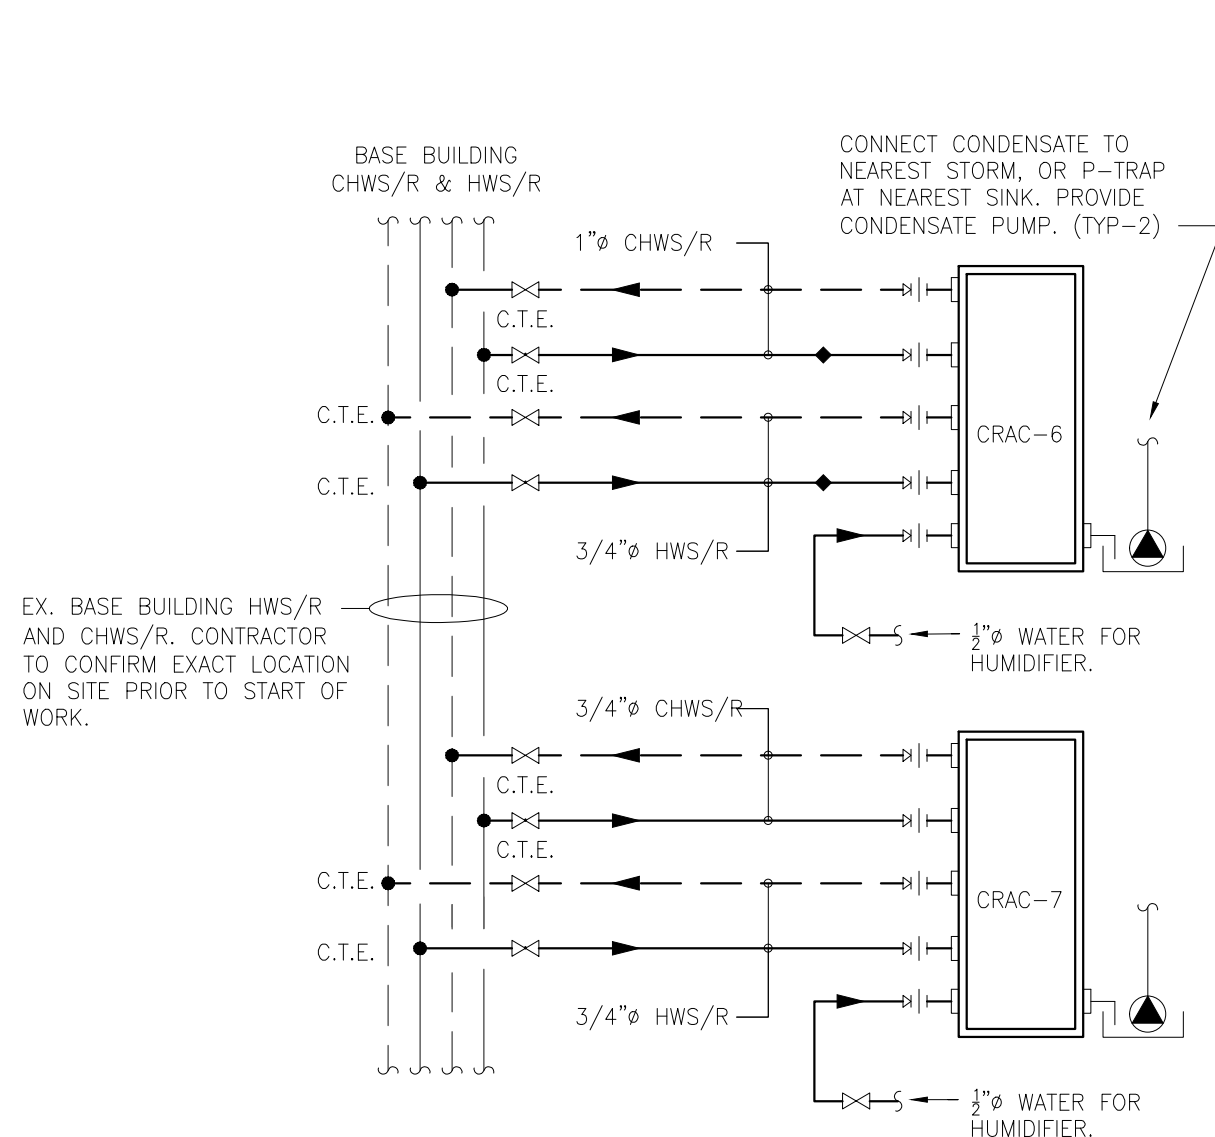 BASE BUILDING
CHWS/R & HWS/R
CONNECT CONDENSATE TO
NEAREST STORM, OR P-TRAP
AT NEAREST SINK. PROVIDE
CONDENSATE PUMP. (TYP-2)
1"ø CHWS/R
C.T.E.
C.T.E.
C.T.E.
CRAC-6
C.T.E.
3/4"ø HWS/R
EX. BASE BUILDING HWS/R
AND CHWS/R. CONTRACTOR
TO CONFIRM EXACT LOCATION
ON SITE PRIOR TO START OF
WORK.
½"ø WATER FOR
HUMIDIFIER.
3/4"ø CHWS/R
C.T.E.
C.T.E.
C.T.E.
CRAC-7
C.T.E.
3/4"ø HWS/R
½"ø WATER FOR
HUMIDIFIER.